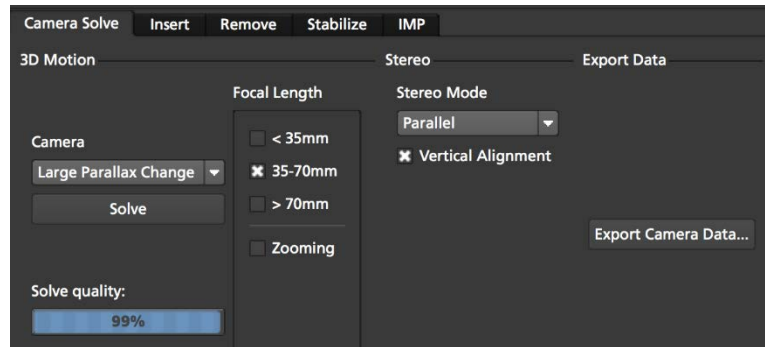 Camera Solve Insert Remove Stabilize IMP
3D Motion Stereo Export Data
Focal Length Stereo Mode
Parallel
< 35mm
Camera
Vertical Alignment
Large Parallax Change 35-70mm
Solve > 70mm
Export Camera Data...
Zooming
Solve quality:
99%